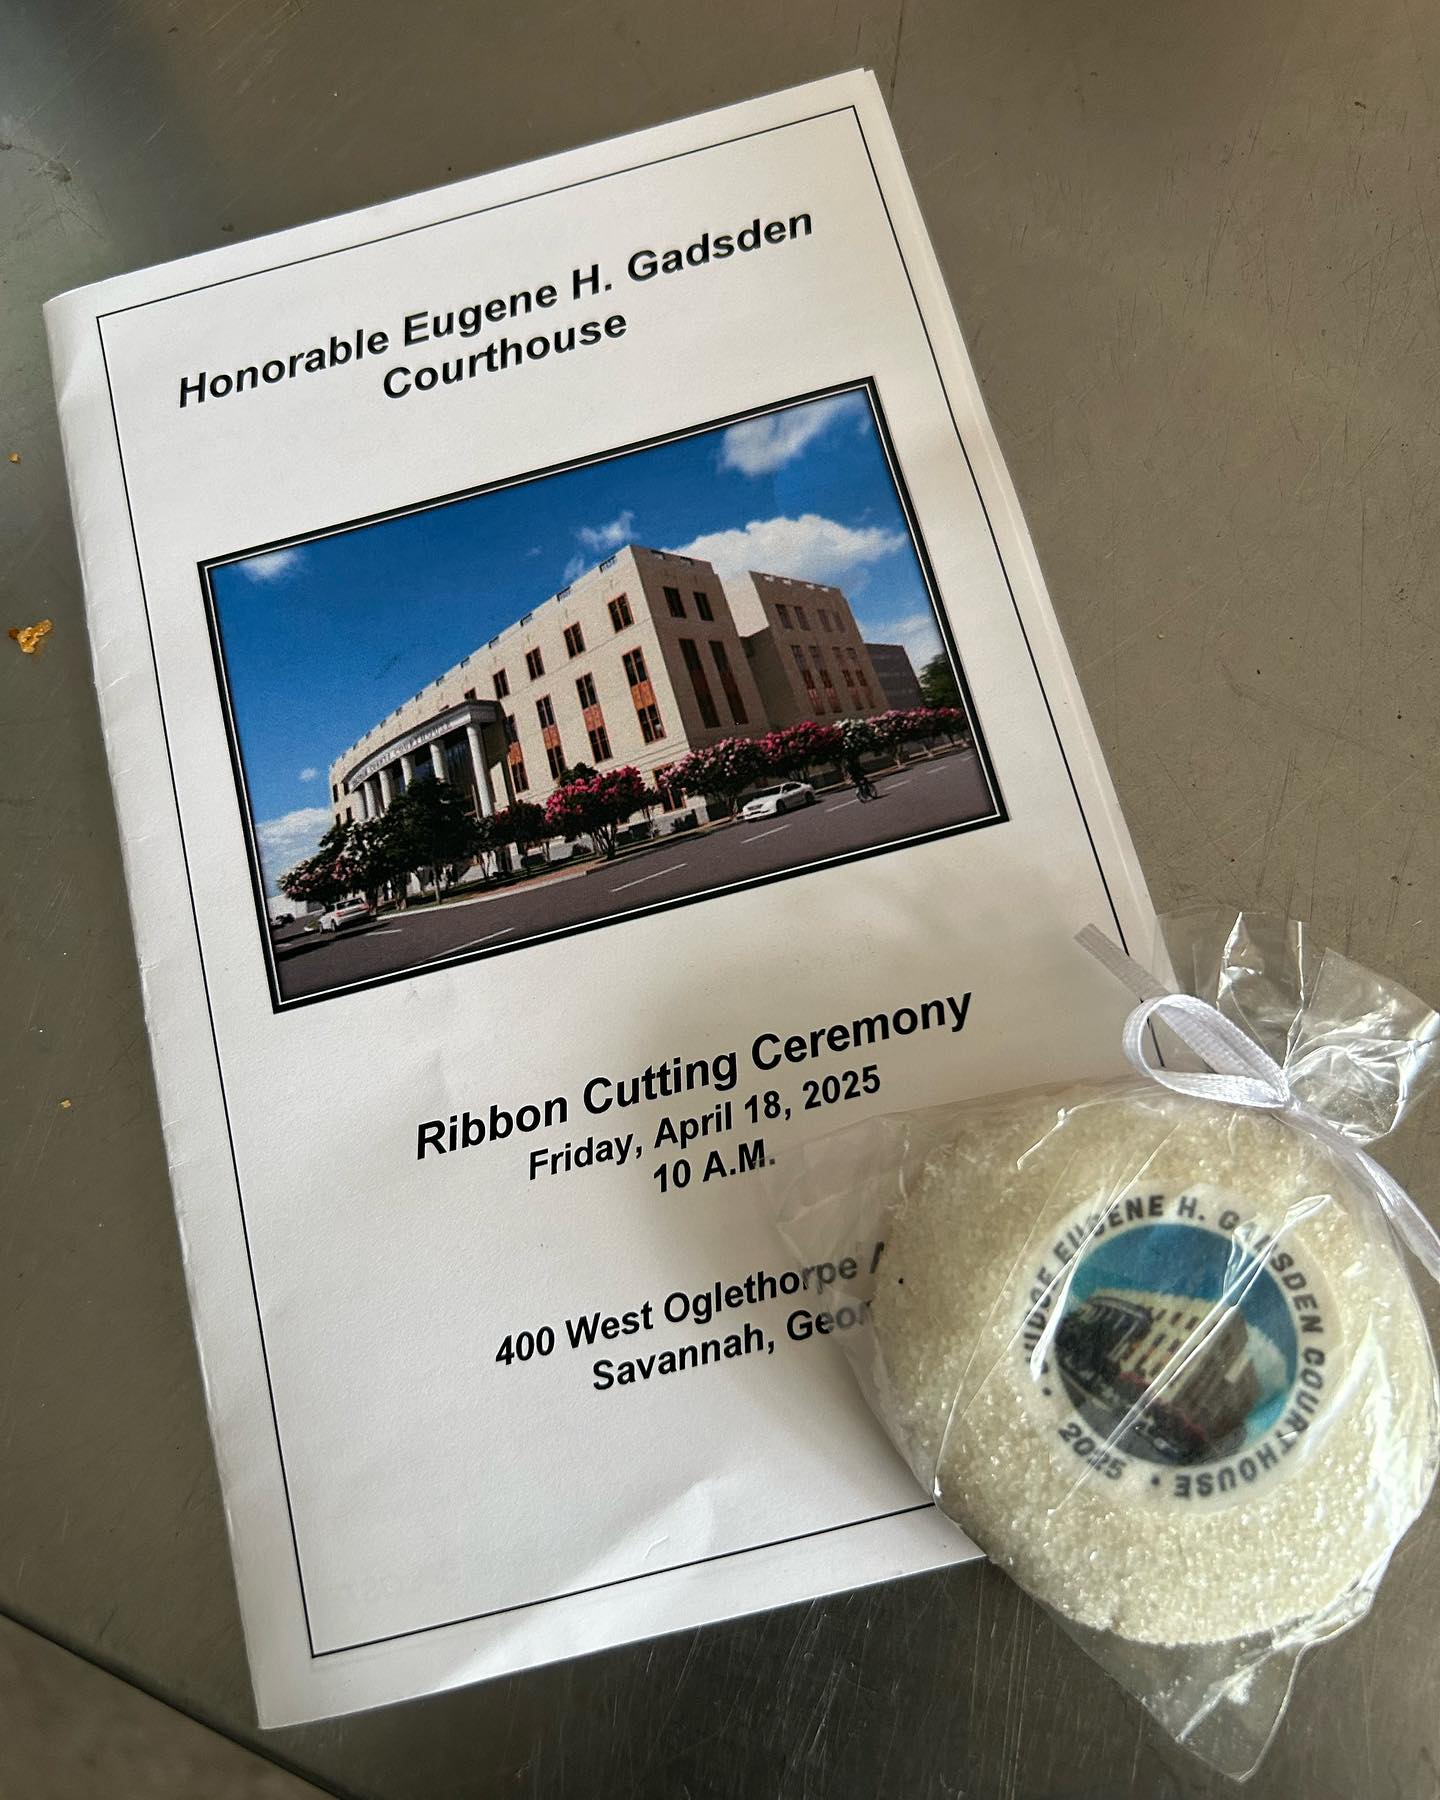 Honorable Eugene H. Gadsden
Courthouse
Ribbon Cutting Ceremony
Friday, April 18, 2025
10 A.M.
400 West Oglethorpe
Savannah,
JUDGE EUGENE H. GADSDEN COURTHOUSE
2025